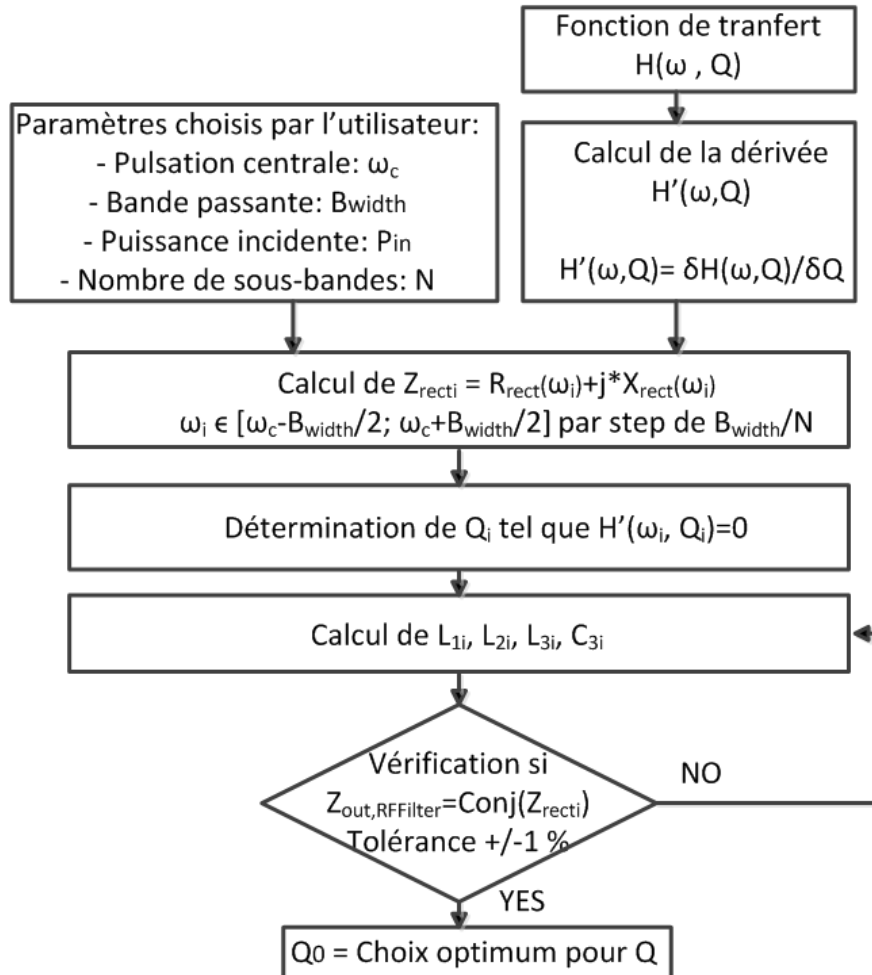 Fonction de tranfert
H(ω , Q)
Paramètres choisis par l'utilisateur:
- Pulsation centrale: ωc
- Bande passante: Bwidth
- Puissance incidente: Pin
- Nombre de sous-bandes: N
Calcul de la dérivée
H'(ω,Q)
H'(ω,Q)= δH(ω,Q)/δQ
Calcul de Zrecti = Rrect(ωi)+j*Xrect(ωi)
ωi ϵ [ωc-Bwidth/2; ωc+Bwidth/2] par step de Bwidth/N
Détermination de Qi tel que H'(ωi, Qi)=0
Calcul de L1i, L2i, L3i, C3i
Vérification si
Zout,RFFilter=Conj(Zrecti)
Tolérance +/-1 %
NO
YES
Q0 = Choix optimum pour Q